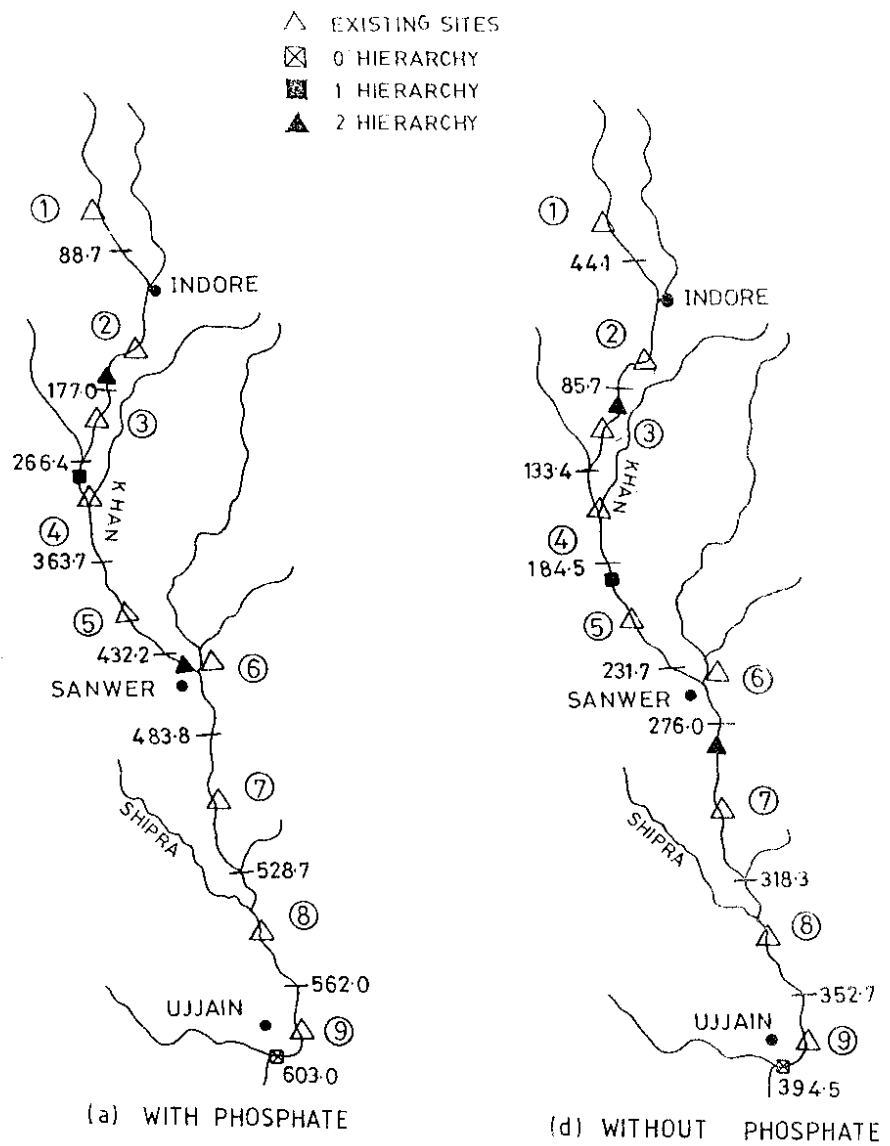 EXISTING SITES
0 HIERARCHY
1 HIERARCHY
2 HIERARCHY
1
88.7
INDORE
2
177.0
3
266.4
KHAN
4
363.7
5
432.2
6
SANWER
483.8
7
SHIPRA
528.7
8
562.0
UJJAIN
9
603.0
(a) WITH PHOSPHATE
1
44.1
INDORE
2
85.7
3
133.4
KHAN
4
184.5
5
231.7
6
SANWER
276.0
7
SHIPRA
318.3
8
352.7
UJJAIN
9
394.5
(d) WITHOUT PHOSPHATE